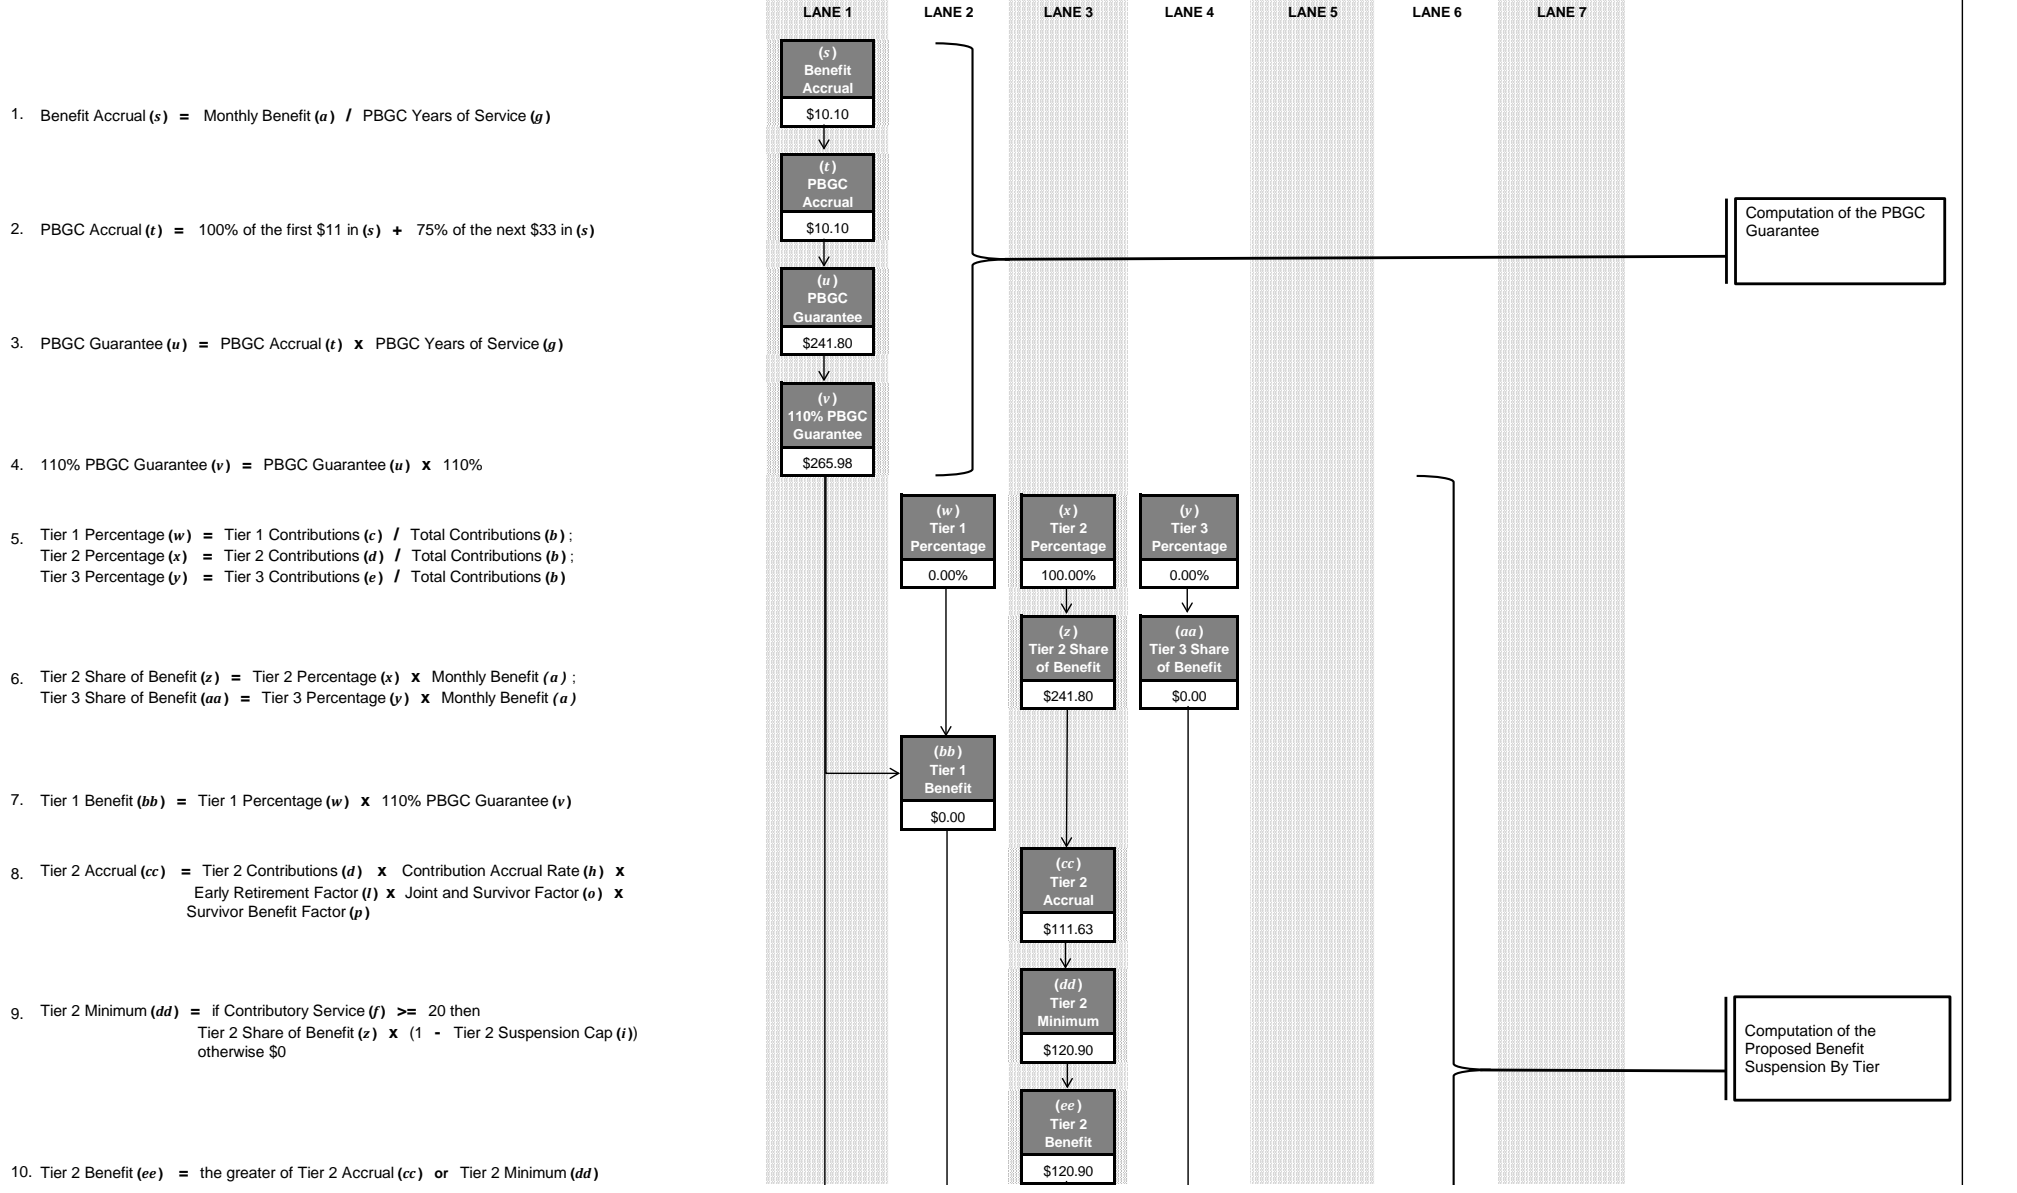 LANE 1 LANE 2 LANE 3 LANE 4 LANE 5 LANE 6 LANE 7
(s)
Benefit
Accrual
$10.10
1. Benefit Accrual (s) = Monthly Benefit (a) / PBGC Years of Service (g)
(t)
PBGC
Accrual
$10.10
2. PBGC Accrual (t) = 100% of the first $11 in (s) + 75% of the next $33 in (s)
Computation of the PBGC
Guarantee
(u)
PBGC
Guarantee
$241.80
3. PBGC Guarantee (u) = PBGC Accrual (t) x PBGC Years of Service (g)
(v)
110% PBGC
Guarantee
$265.98
4. 110% PBGC Guarantee (v) = PBGC Guarantee (u) x 110%
(w)
Tier 1
Percentage
0.00%
(x)
Tier 2
Percentage
100.00%
(y)
Tier 3
Percentage
0.00%
5. Tier 1 Percentage (w) = Tier 1 Contributions (c) / Total Contributions (b) ;
Tier 2 Percentage (x) = Tier 2 Contributions (d) / Total Contributions (b) ;
Tier 3 Percentage (y) = Tier 3 Contributions (e) / Total Contributions (b)
(z)
Tier 2 Share
of Benefit
$241.80
(aa)
Tier 3 Share
of Benefit
$0.00
6. Tier 2 Share of Benefit (z) = Tier 2 Percentage (x) x Monthly Benefit (a) ;
Tier 3 Share of Benefit (aa) = Tier 3 Percentage (y) x Monthly Benefit (a)
(bb)
Tier 1
Benefit
$0.00
7. Tier 1 Benefit (bb) = Tier 1 Percentage (w) x 110% PBGC Guarantee (v)
(cc)
Tier 2
Accrual
$111.63
8. Tier 2 Accrual (cc) = Tier 2 Contributions (d) x Contribution Accrual Rate (h) x
Early Retirement Factor (l) x Joint and Survivor Factor (o) x
Survivor Benefit Factor (p)
(dd)
Tier 2
Minimum
$120.90
9. Tier 2 Minimum (dd) = if Contributory Service (f) >= 20 then
Tier 2 Share of Benefit (z) x (1 - Tier 2 Suspension Cap (i))
otherwise $0
Computation of the
Proposed Benefit
Suspension By Tier
(ee)
Tier 2
Benefit
$120.90
10. Tier 2 Benefit (ee) = the greater of Tier 2 Accrual (cc) or Tier 2 Minimum (dd)